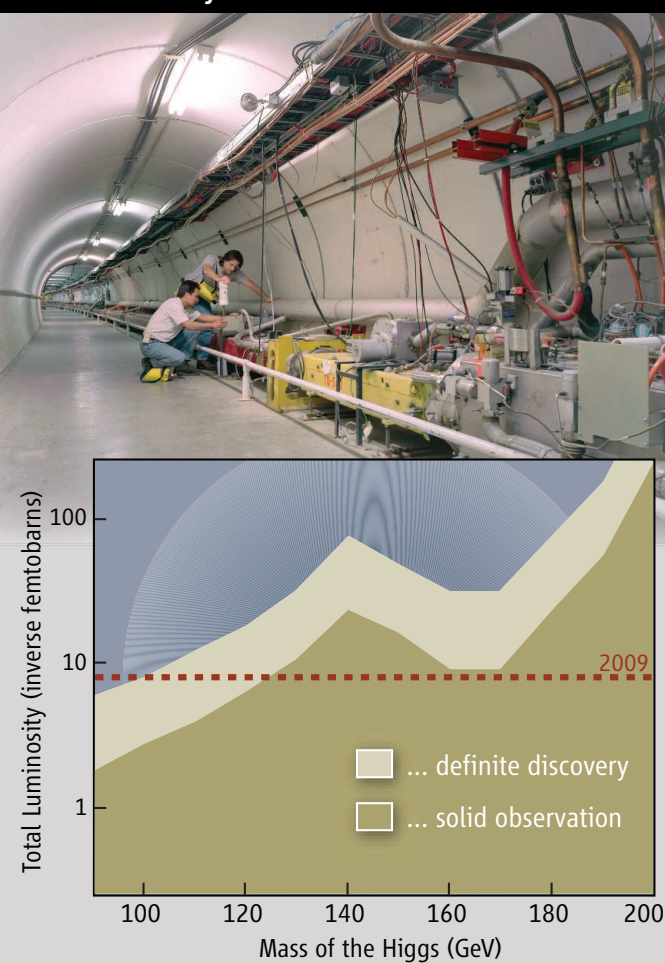 Total Luminosity (inverse femtobarns)
100
10
1
2009
... definite discovery
... solid observation
100
120
140
160
180
200
Mass of the Higgs (GeV)